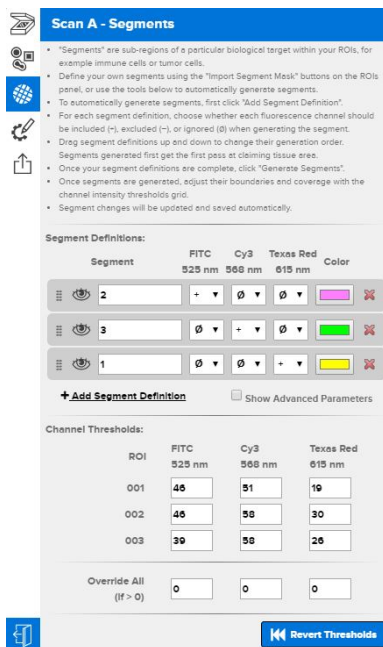 Scan A - Segments
• "Segments" are sub-regions of a particular biological target within your ROIs, for
example immune cells or tumor cells.
• Define your own segments using the "Import Segment Mask" buttons on the ROIs
panel, or use the tools below to automatically generate segments.
• To automatically generate segments, first click "Add Segment Definition".
• For each segment definition, choose whether each fluorescence channel should
be included (+), excluded (−), or ignored (Ø) when generating the segment.
• Drag segment definitions up and down to change their generation order.
Segments generated first get the first pass at claiming tissue area.
• Once your segment definitions are complete, click "Generate Segments".
• Once segments are generated, adjust their boundaries and coverage with the
channel intensity thresholds grid.
• Segment changes will be updated and saved automatically.
Segment Definitions:
Segment FITC 525 nm Cy3 568 nm Texas Red 615 nm Color
2 + Ø Ø
3 Ø + Ø
1 Ø Ø +
+ Add Segment Definition Show Advanced Parameters
Channel Thresholds:
ROI FITC 525 nm Cy3 568 nm Texas Red 615 nm
001 46 51 19
002 46 58 30
003 39 58 26
Override All 0 0 0
(If > 0)
Revert Thresholds